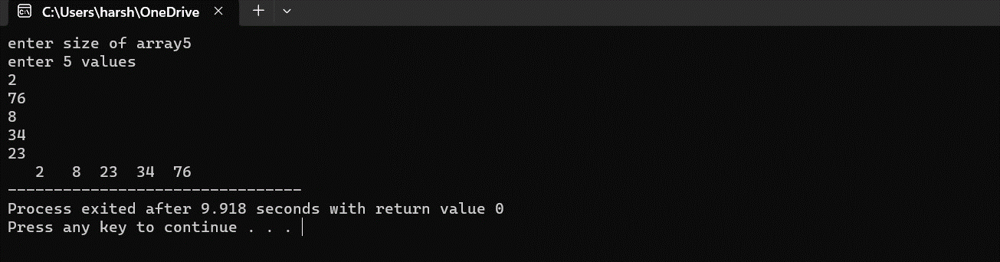 C:\Users\harsh\OneDrive
enter size of array5
enter 5 values
2
76
8
34
23
   2   8  23  34  76
--------------------------------
Process exited after 9.918 seconds with return value 0
Press any key to continue . . .